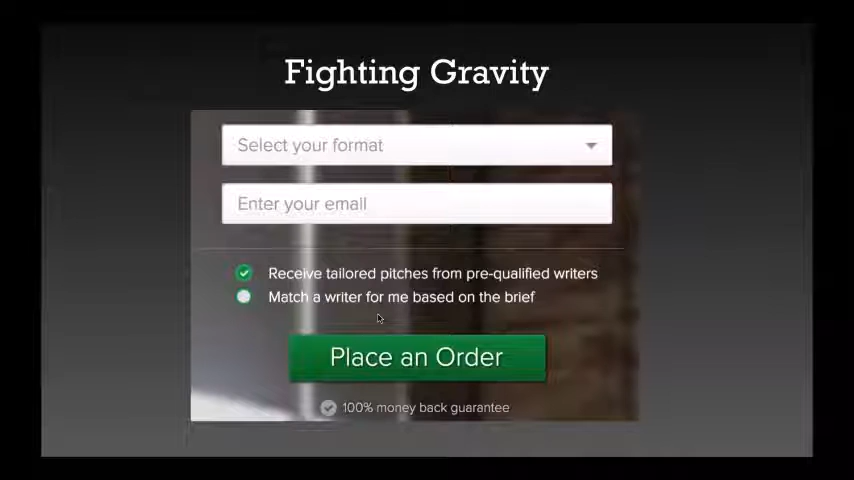 Fighting Gravity
Select your format
Enter your email
Receive tailored pitches from pre-qualified writers
Match a writer for me based on the brief
Place an Order
100% money back guarantee